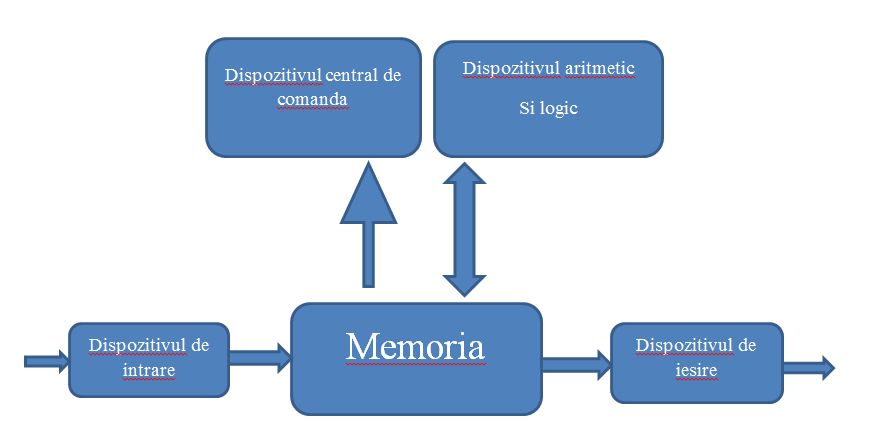 Dispozitivul central de
comanda
Dispozitivul aritmetic
Si logic
Dispozitivul de
intrare
Memoria
Dispozitivul de
iesire